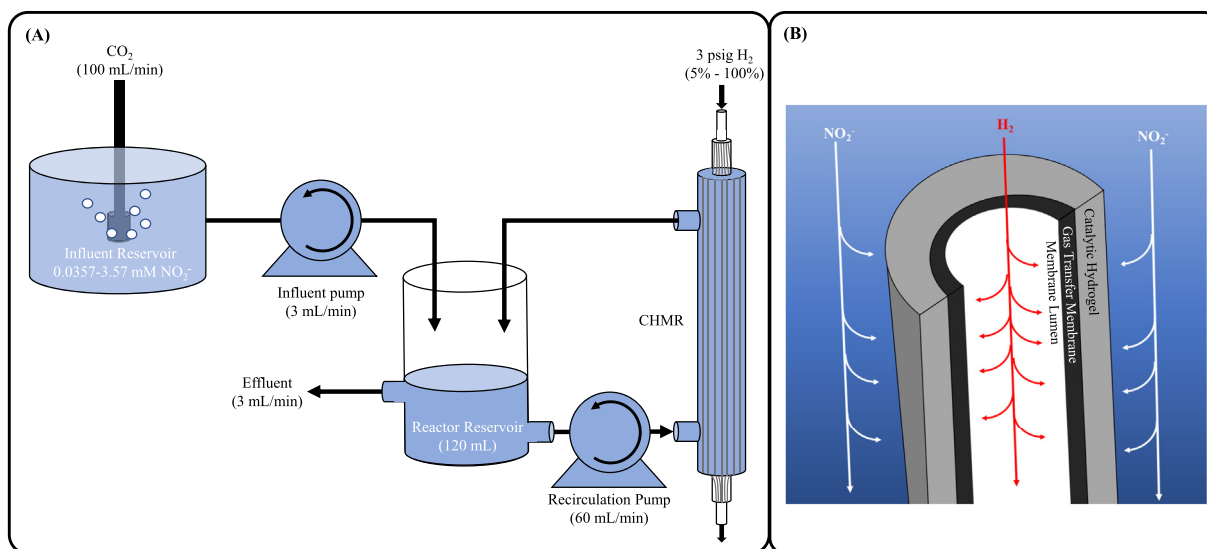 (A)
CO₂
(100 mL/min)
3 psig H₂
(5% - 100%)
Influent Reservoir
0.0357-3.57 mM NO₂⁻
Influent pump
(3 mL/min)
CHMR
Effluent
(3 mL/min)
Reactor Reservoir
(120 mL)
Recirculation Pump
(60 mL/min)
(B)
NO₂⁻
H₂
NO₂⁻
Catalytic Hydrogel
Gas Transfer Membrane
Membrane Lumen